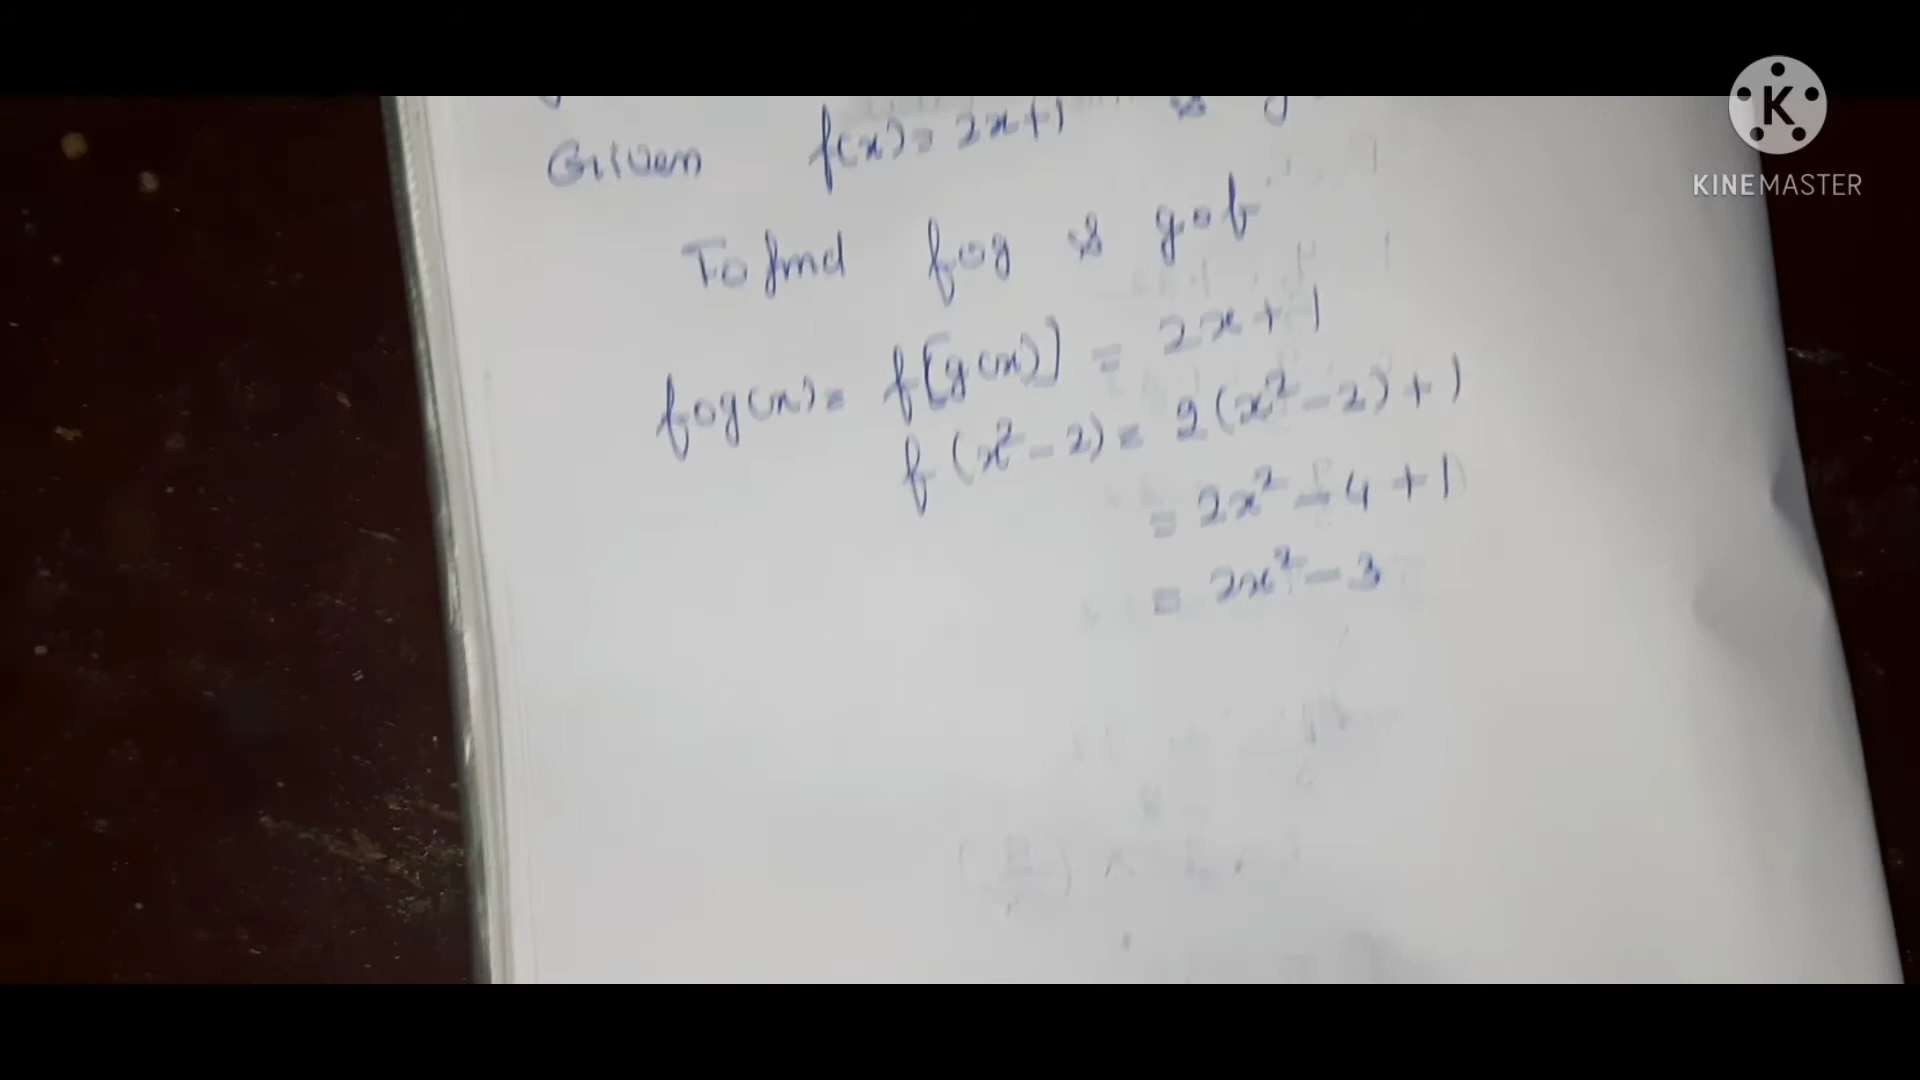 KINEMASTER
Given f(x) = 2x+1 &
To find fog & gof
fog(x) = f[g(x)] = 2x+1
f(x²-2) = 2(x²-2)+1
= 2x²-4+1
= 2x²-3